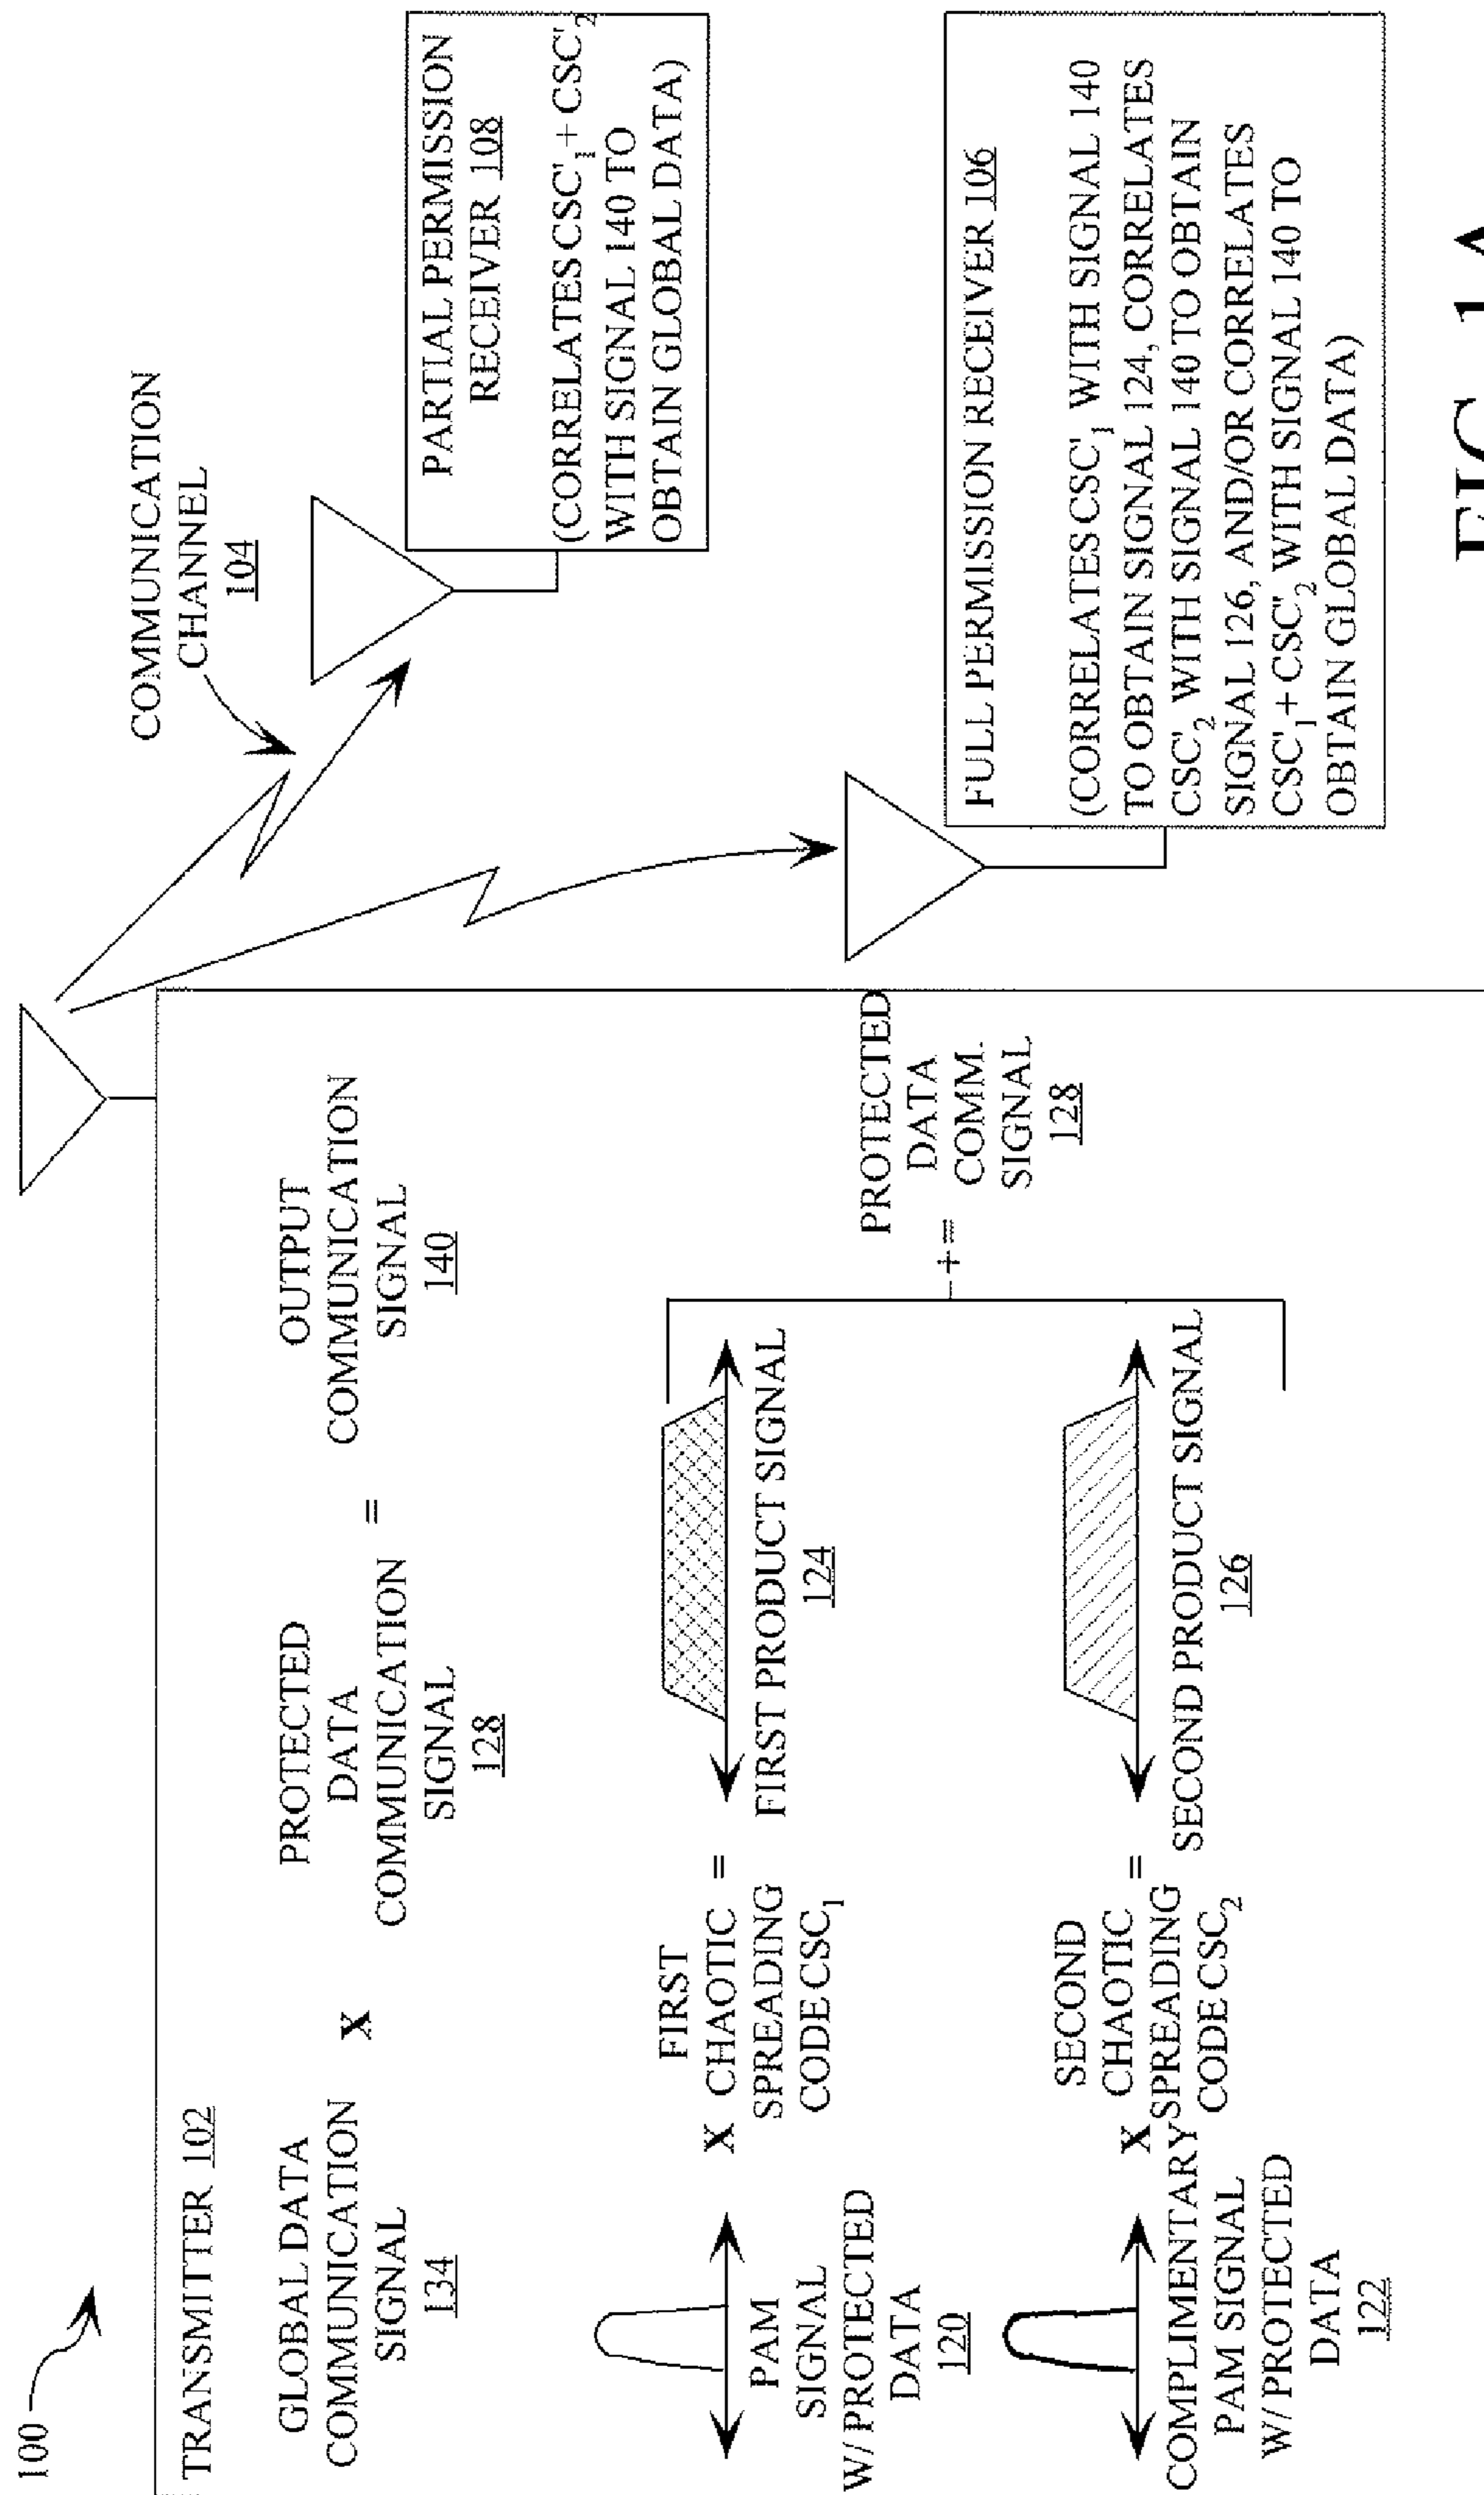 100
TRANSMITTER 102
GLOBAL DATA
COMMUNICATION
SIGNAL
134
X
PROTECTED
DATA
COMMUNICATION
SIGNAL
128
=
OUTPUT
COMMUNICATION
SIGNAL
140
PAM
SIGNAL
W/ PROTECTED
DATA
120
X
FIRST
CHAOTIC
SPREADING
CODE CSC1
=
FIRST PRODUCT SIGNAL
124
COMPLIMENTARY
PAM SIGNAL
W/ PROTECTED
DATA
122
X
SECOND
CHAOTIC
SPREADING
CODE CSC2
=
SECOND PRODUCT SIGNAL
126
+ =
PROTECTED
DATA
COMM.
SIGNAL
128
COMMUNICATION
CHANNEL
104
PARTIAL PERMISSION
RECEIVER 108
(CORRELATES CSC'1 + CSC'2
WITH SIGNAL 140 TO
OBTAIN GLOBAL DATA)
FULL PERMISSION RECEIVER 106
(CORRELATES CSC'1 WITH SIGNAL 140
TO OBTAIN SIGNAL 124, CORRELATES
CSC'2 WITH SIGNAL 140 TO OBTAIN
SIGNAL 126, AND/OR CORRELATES
CSC'1 + CSC'2 WITH SIGNAL 140 TO
OBTAIN GLOBAL DATA)
FIG. 1A